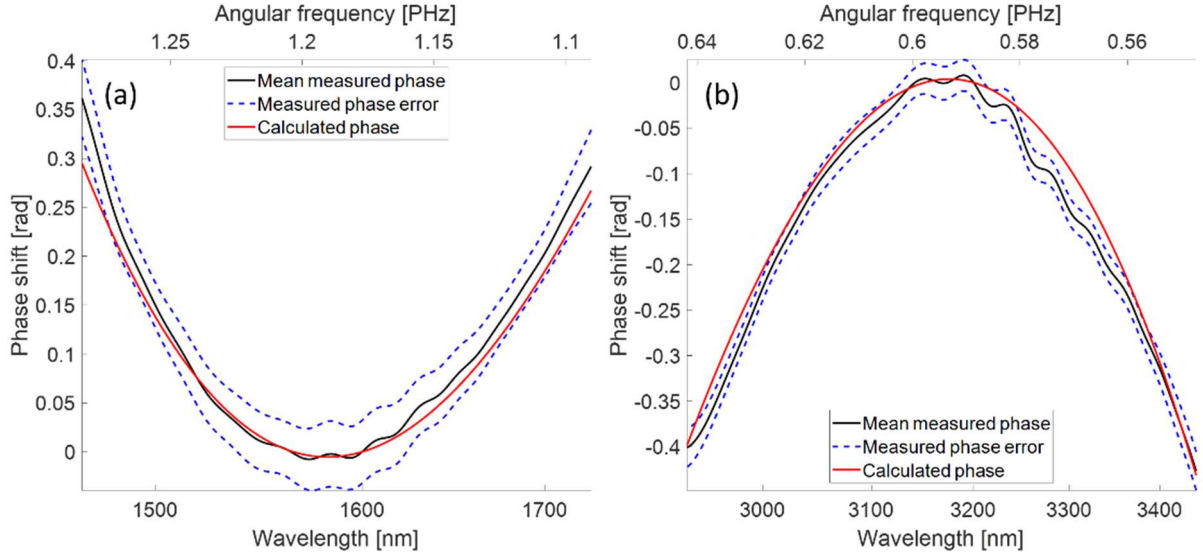 Angular frequency [PHz]
1.25 1.2 1.15 1.1
(a)
Mean measured phase
Measured phase error
Calculated phase
0.4
0.35
0.3
0.25
0.2
0.15
0.1
0.05
0
Phase shift [rad]
1500 1600 1700
Wavelength [nm]
Angular frequency [PHz]
0.64 0.62 0.6 0.58 0.56
(b)
0
-0.05
-0.1
-0.15
-0.2
-0.25
-0.3
-0.35
-0.4
Phase shift [rad]
Mean measured phase
Measured phase error
Calculated phase
3000 3100 3200 3300 3400
Wavelength [nm]